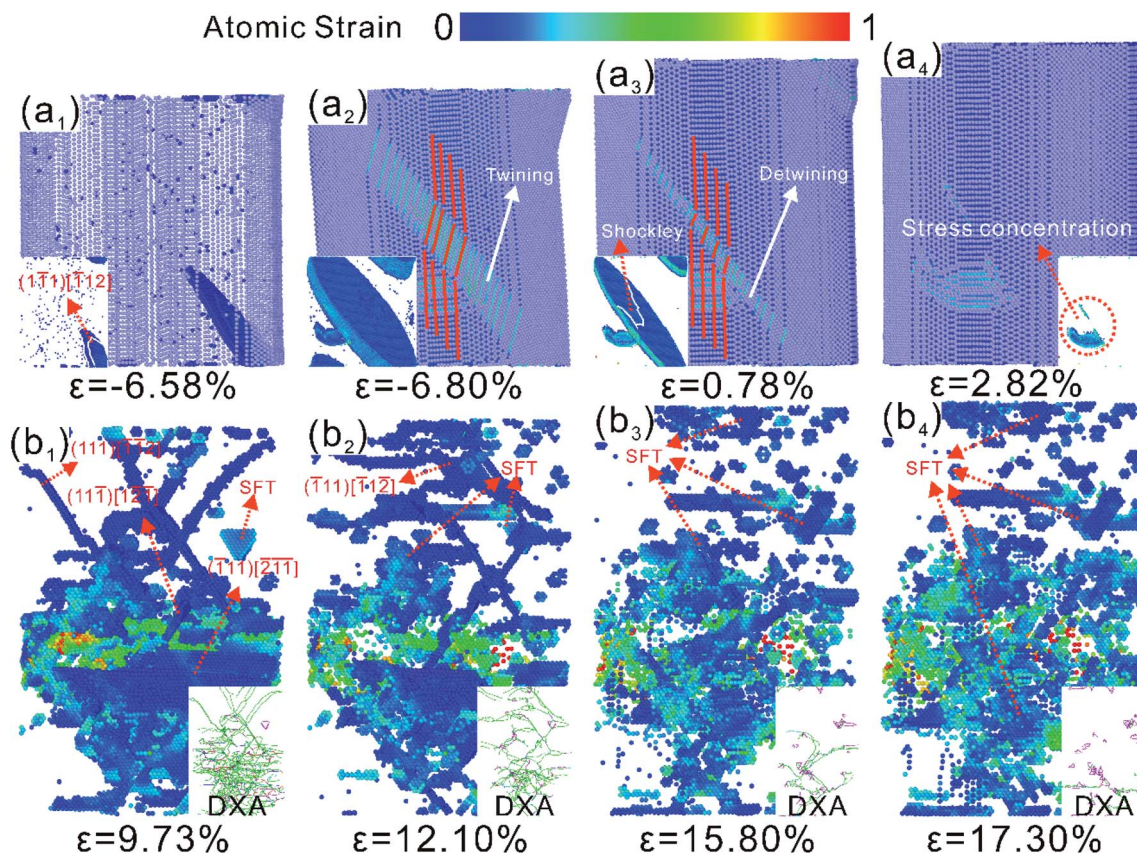 Atomic Strain 0 1
(a₁)
(1̅1̅1)[1̅12]
ε=-6.58%
(a₂)
Twining
ε=-6.80%
(a₃)
Shockley
Detwining
ε=0.78%
(a₄)
Stress concentration
ε=2.82%
(b₁)
(111)[1̅1̅2]
(111̅)[12̅1̅]
SFT
(1̅11)[2̅1̅1̅]
DXA
ε=9.73%
(b₂)
(1̅11)[1̅12̅]
SFT
DXA
ε=12.10%
(b₃)
SFT
DXA
ε=15.80%
(b₄)
SFT
DXA
ε=17.30%